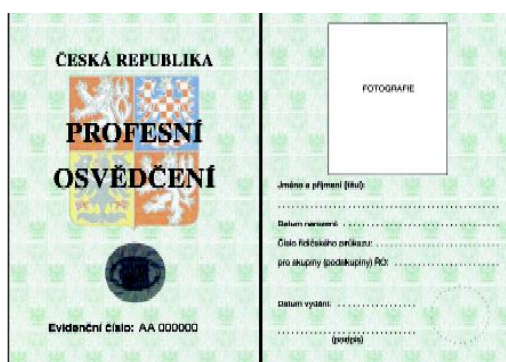 ČESKÁ REPUBLIKA
PROFESNÍ
OSVĚDČENÍ
Evidenční číslo: AA 000000
FOTOGRAFIE
Jméno a příjmení (titul):
Datum narození:
Číslo řidičského průkazu:
pro skupiny (podskupiny) ŘO:
Datum vydání:
(podpis)